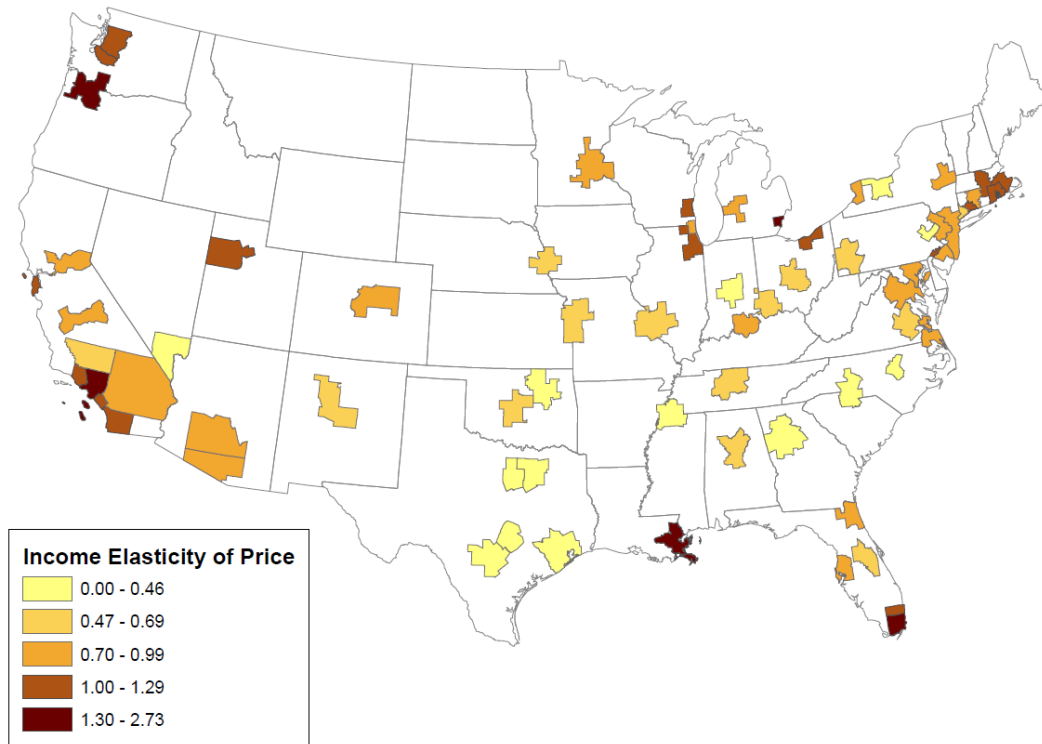 Income Elasticity of Price
0.00 - 0.46
0.47 - 0.69
0.70 - 0.99
1.00 - 1.29
1.30 - 2.73